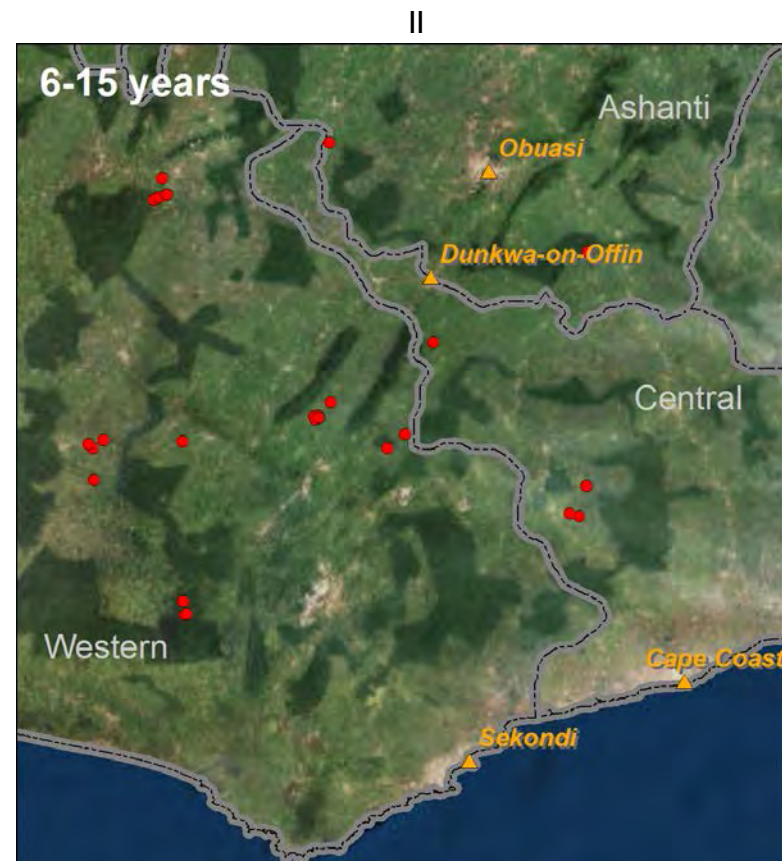 II
6-15 years
Ashanti
Obuasi
Dunkwa-on-Offin
Central
Western
Cape Coast
Sekondi